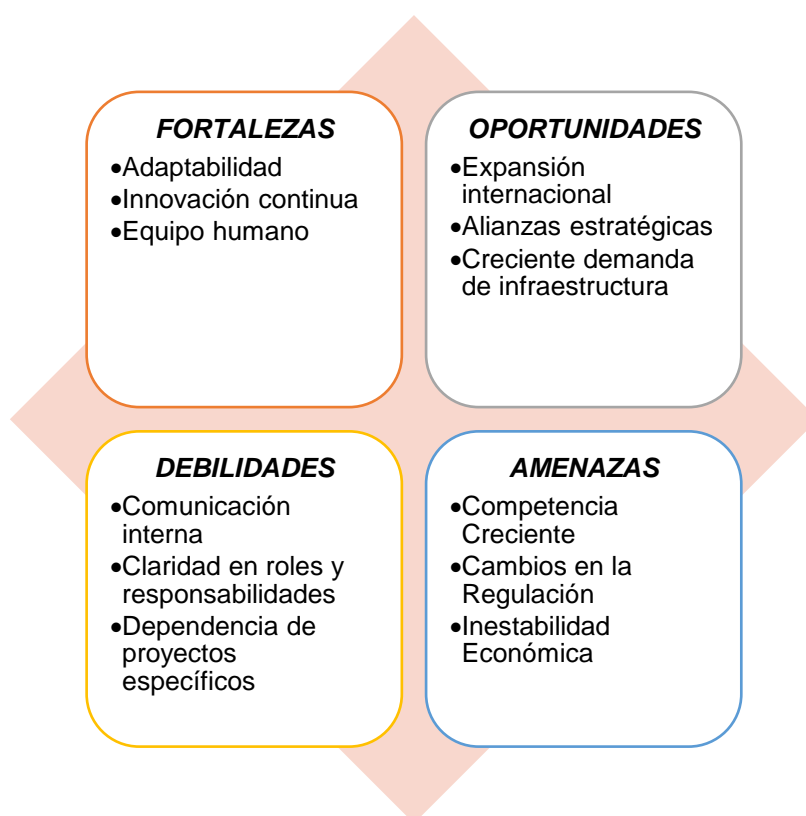 FORTALEZAS
•Adaptabilidad
•Innovación continua
•Equipo humano
OPORTUNIDADES
•Expansión
internacional
•Alianzas estratégicas
•Creciente demanda
de infraestructura
DEBILIDADES
•Comunicación
interna
•Claridad en roles y
responsabilidades
•Dependencia de
proyectos
específicos
AMENAZAS
•Competencia
Creciente
•Cambios en la
Regulación
•Inestabilidad
Económica